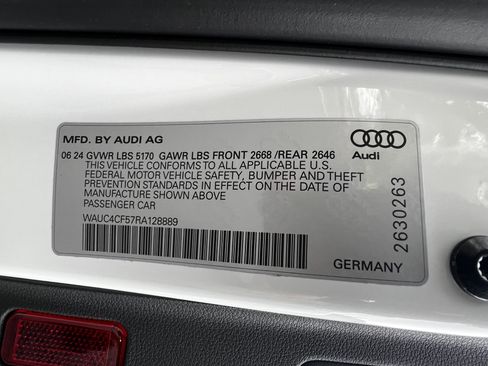 MFD. BY AUDI AG
06 24 GVWR LBS 5170 GAWR LBS FRONT 2668 /REAR 2646
THIS VEHICLE CONFORMS TO ALL APPLICABLE U.S.
FEDERAL MOTOR VEHICLE SAFETY, BUMPER AND THEFT
PREVENTION STANDARDS IN EFFECT ON THE DATE OF
MANUFACTURE SHOWN ABOVE
PASSENGER CAR
WAUC4CF57RA128889
Audi
2630263
GERMANY